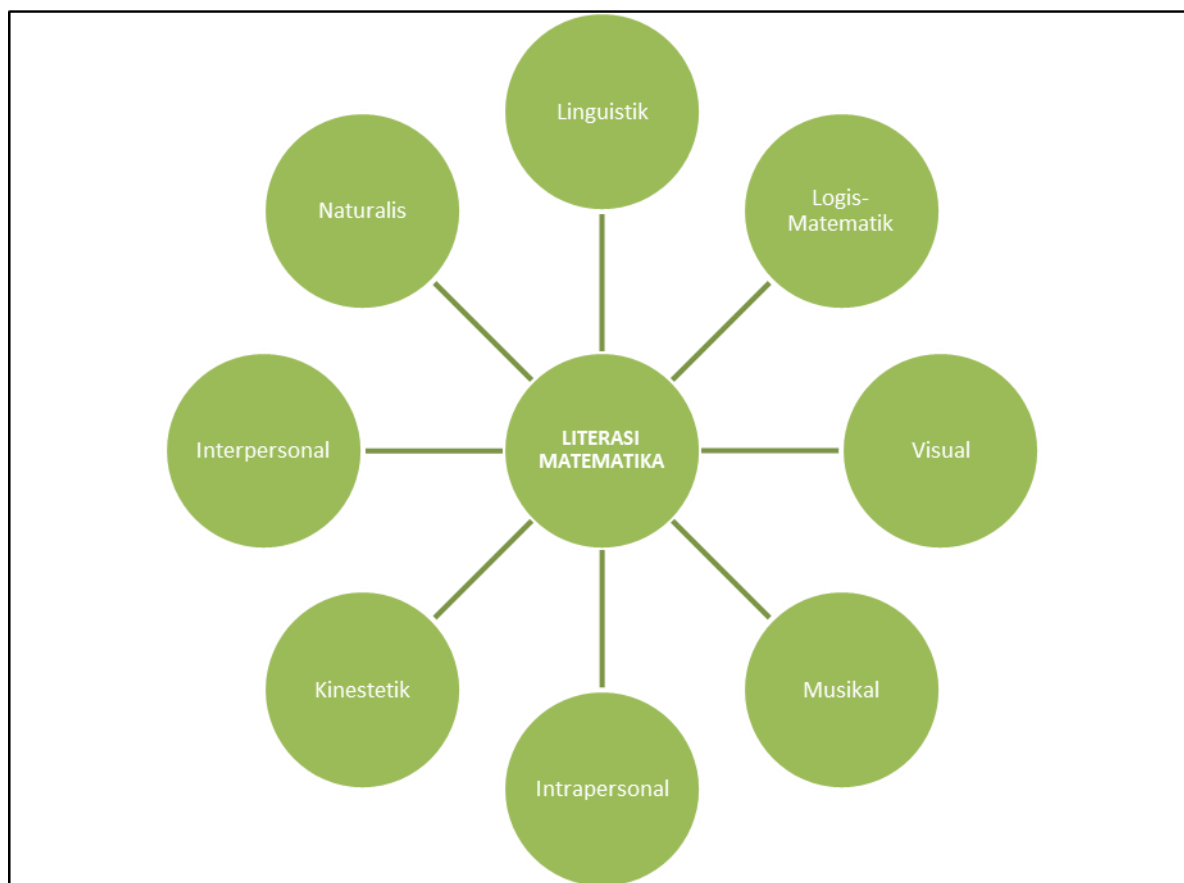 Linguistik
Logis-
Matematik
Visual
Musikal
Intrapersonal
Kinestetik
Interpersonal
Naturalis
LITERASI
MATEMATIKA